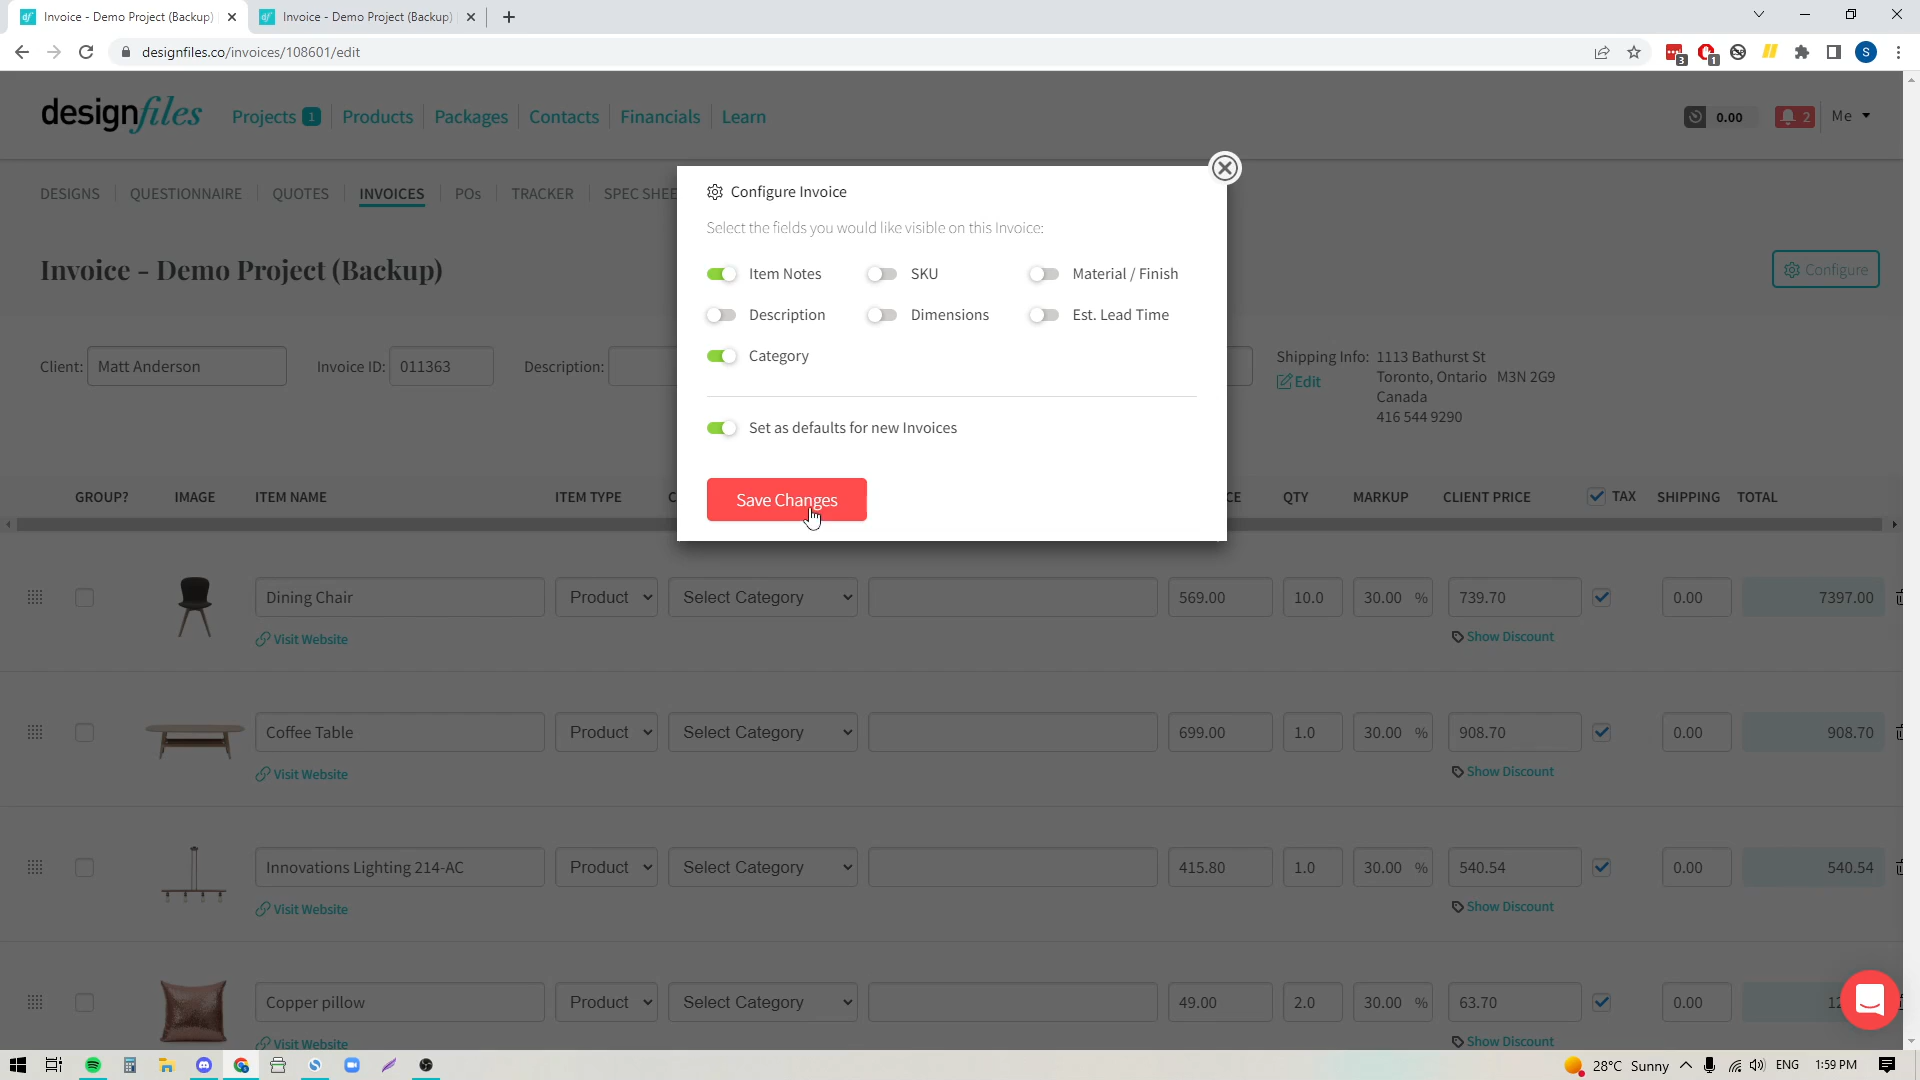 Invoice - Demo Project (Backup)
Invoice - Demo Project (Backup)
designfiles.co/invoices/108601/edit
3
1
S
designfiles
Projects 1
Products
Packages
Contacts
Financials
Learn
0.00
2
Me
DESIGNS
QUESTIONNAIRE
QUOTES
INVOICES
POs
TRACKER
SPEC SHEE
Invoice - Demo Project (Backup)
Configure
Configure Invoice
Select the fields you would like visible on this Invoice:
Item Notes
SKU
Material / Finish
Description
Dimensions
Est. Lead Time
Category
Set as defaults for new Invoices
Save Changes
Client: Matt Anderson
Invoice ID: 011363
Description:
Shipping Info: 1113 Bathurst St
Edit
Toronto, Ontario M3N 2G9
Canada
416 544 9290
GROUP? IMAGE ITEM NAME ITEM TYPE C CE QTY MARKUP CLIENT PRICE TAX SHIPPING TOTAL
Dining Chair Product Select Category 569.00 10.0 30.00 % 739.70 0.00 7397.00
Visit Website Show Discount
Coffee Table Product Select Category 699.00 1.0 30.00 % 908.70 0.00 908.70
Visit Website Show Discount
Innovations Lighting 214-AC Product Select Category 415.80 1.0 30.00 % 540.54 0.00 540.54
Visit Website Show Discount
Copper pillow Product Select Category 49.00 2.0 30.00 % 63.70 0.00
Visit Website Show Discount
28°C Sunny ENG 1:59 PM